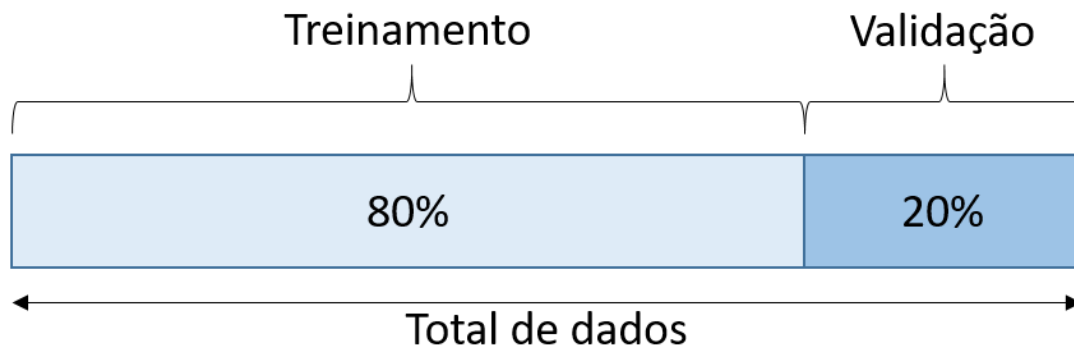 Treinamento
Validação
80%
20%
Total de dados